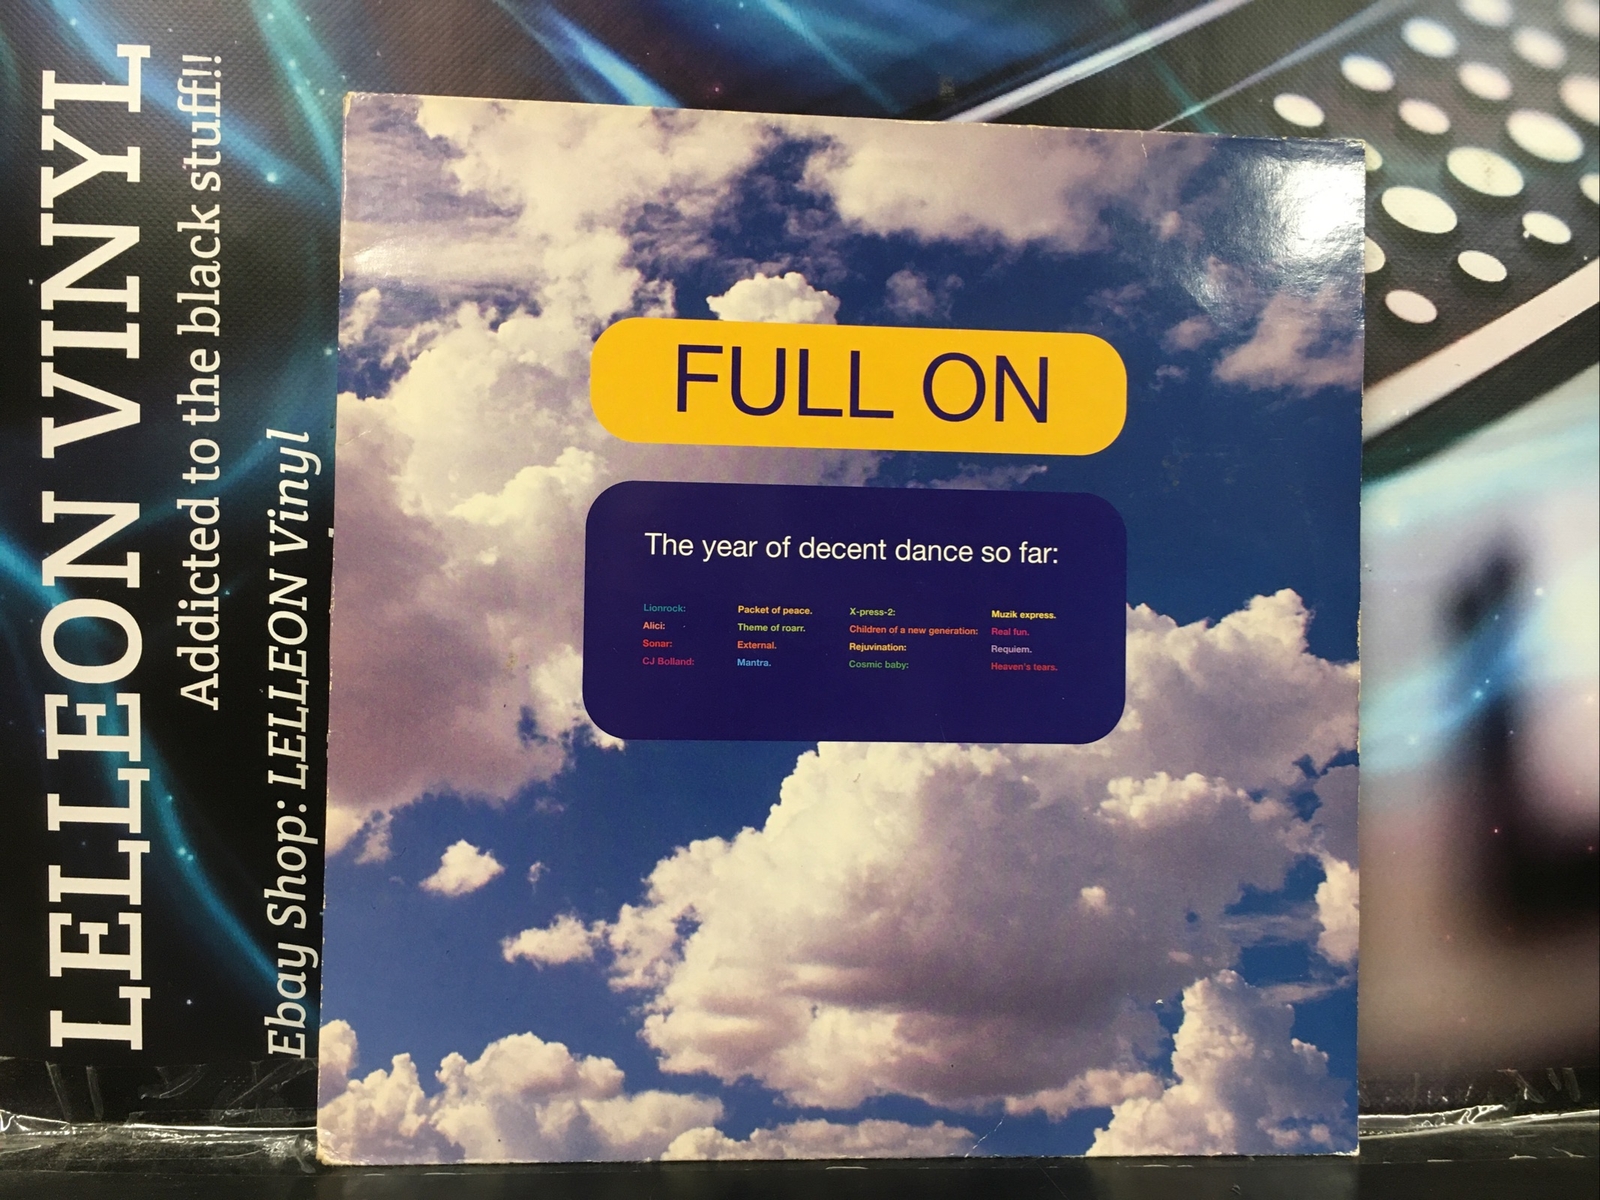 LELLEON VINYL
Addicted to the black stuff!!
Ebay Shop: LELLEON Vinyl
FULL ON
The year of decent dance so far:
Lionrock: Packet of peace. X-press-2: Muzik express.
Alici: Theme of roarr. Children of a new generation: Real fun.
Sonar: External. Rejuvination: Requiem.
CJ Bolland: Mantra. Cosmic baby: Heaven's tears.